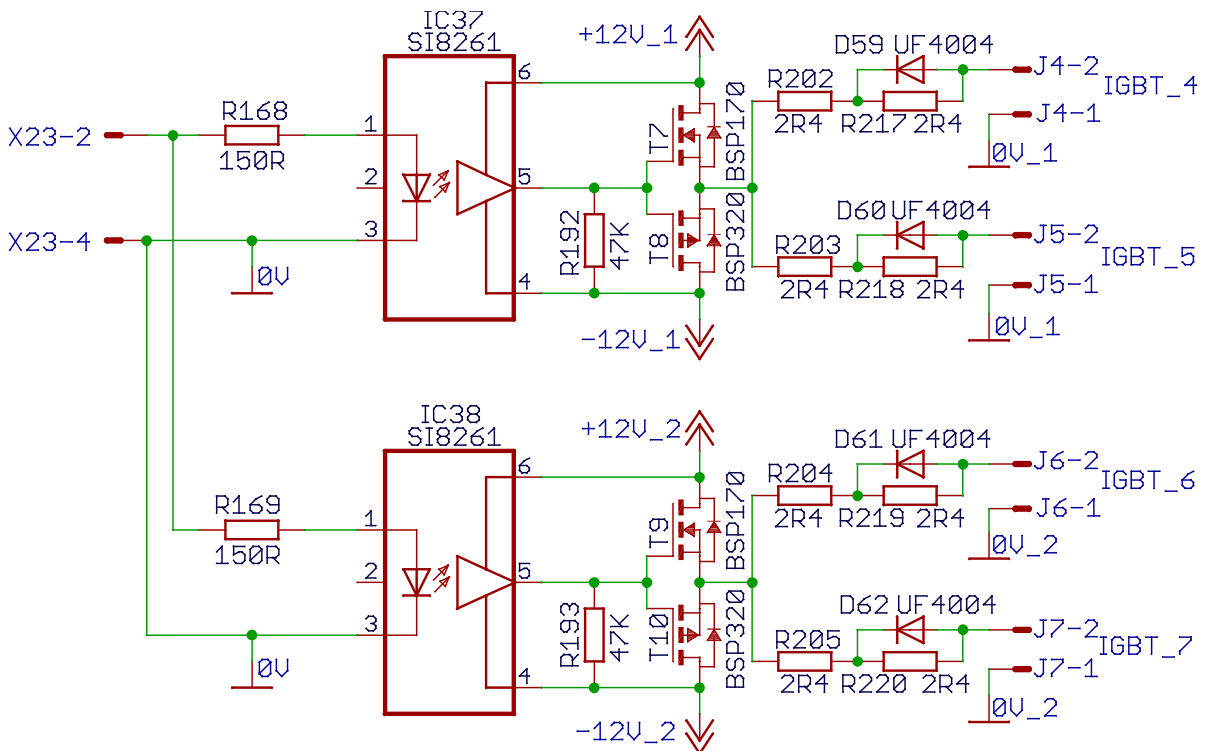 IC37
SI8261
+12V_1
D59 UF4004
J4-2
IGBT_4
R202
R168
X23-2
150R
1
2
3
6
5
4
T7
BSP170
2R4
R217
2R4
J4-1
0V_1
X23-4
0V
R192
47K
T8
BSP320
D60 UF4004
R203
J5-2
IGBT_5
2R4
R218
2R4
J5-1
0V_1
-12V_1
IC38
SI8261
+12V_2
D61 UF4004
J6-2
IGBT_6
R204
R169
150R
1
2
3
6
5
4
T9
BSP170
2R4
R219
2R4
J6-1
0V_2
0V
R193
47K
T10
BSP320
D62 UF4004
R205
J7-2
IGBT_7
2R4
R220
2R4
J7-1
0V_2
-12V_2